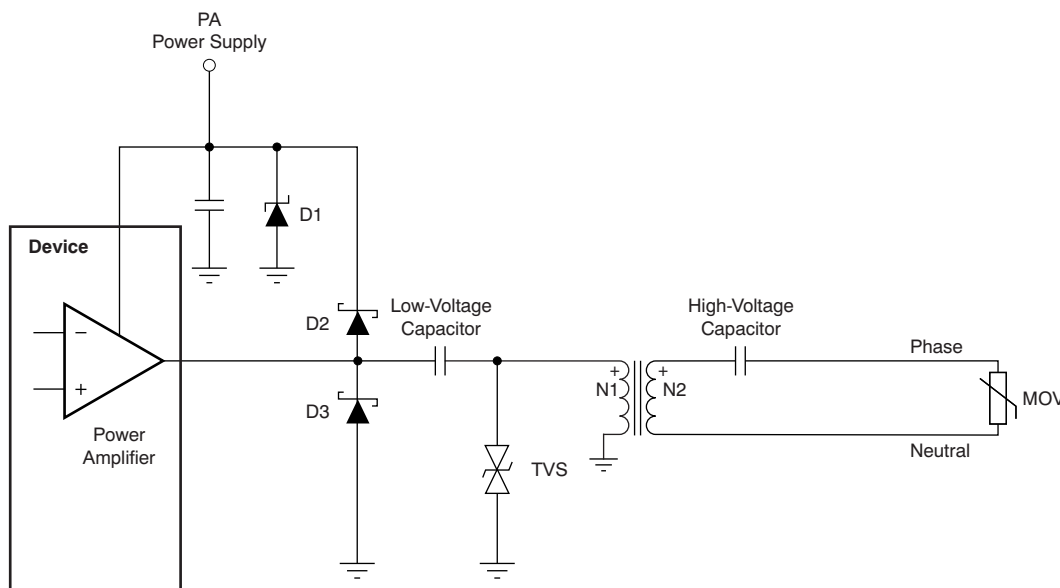 PA
Power Supply
D1
Device
D2
Low-Voltage
Capacitor
High-Voltage
Capacitor
Phase
−
+
+
N1
+
N2
MOV
D3
Power
Amplifier
TVS
Neutral